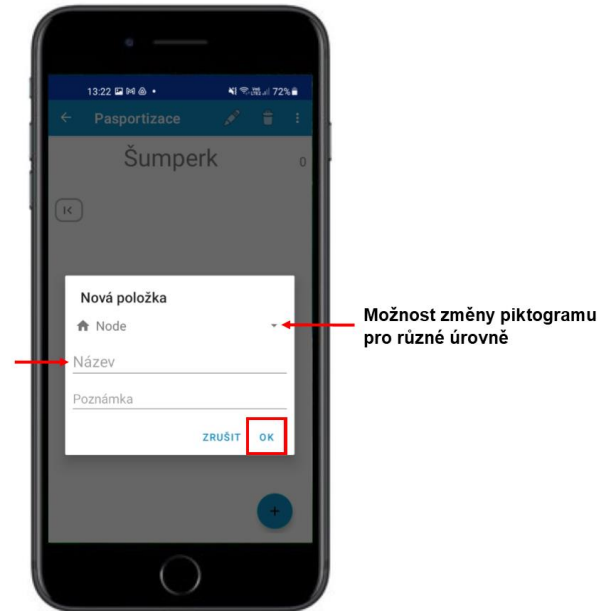 13:22
72%
Pasportizace
Šumperk
0
Nová položka
Node
Název
Poznámka
ZRUŠIT OK
+
Možnost změny piktogramu
pro různé úrovně